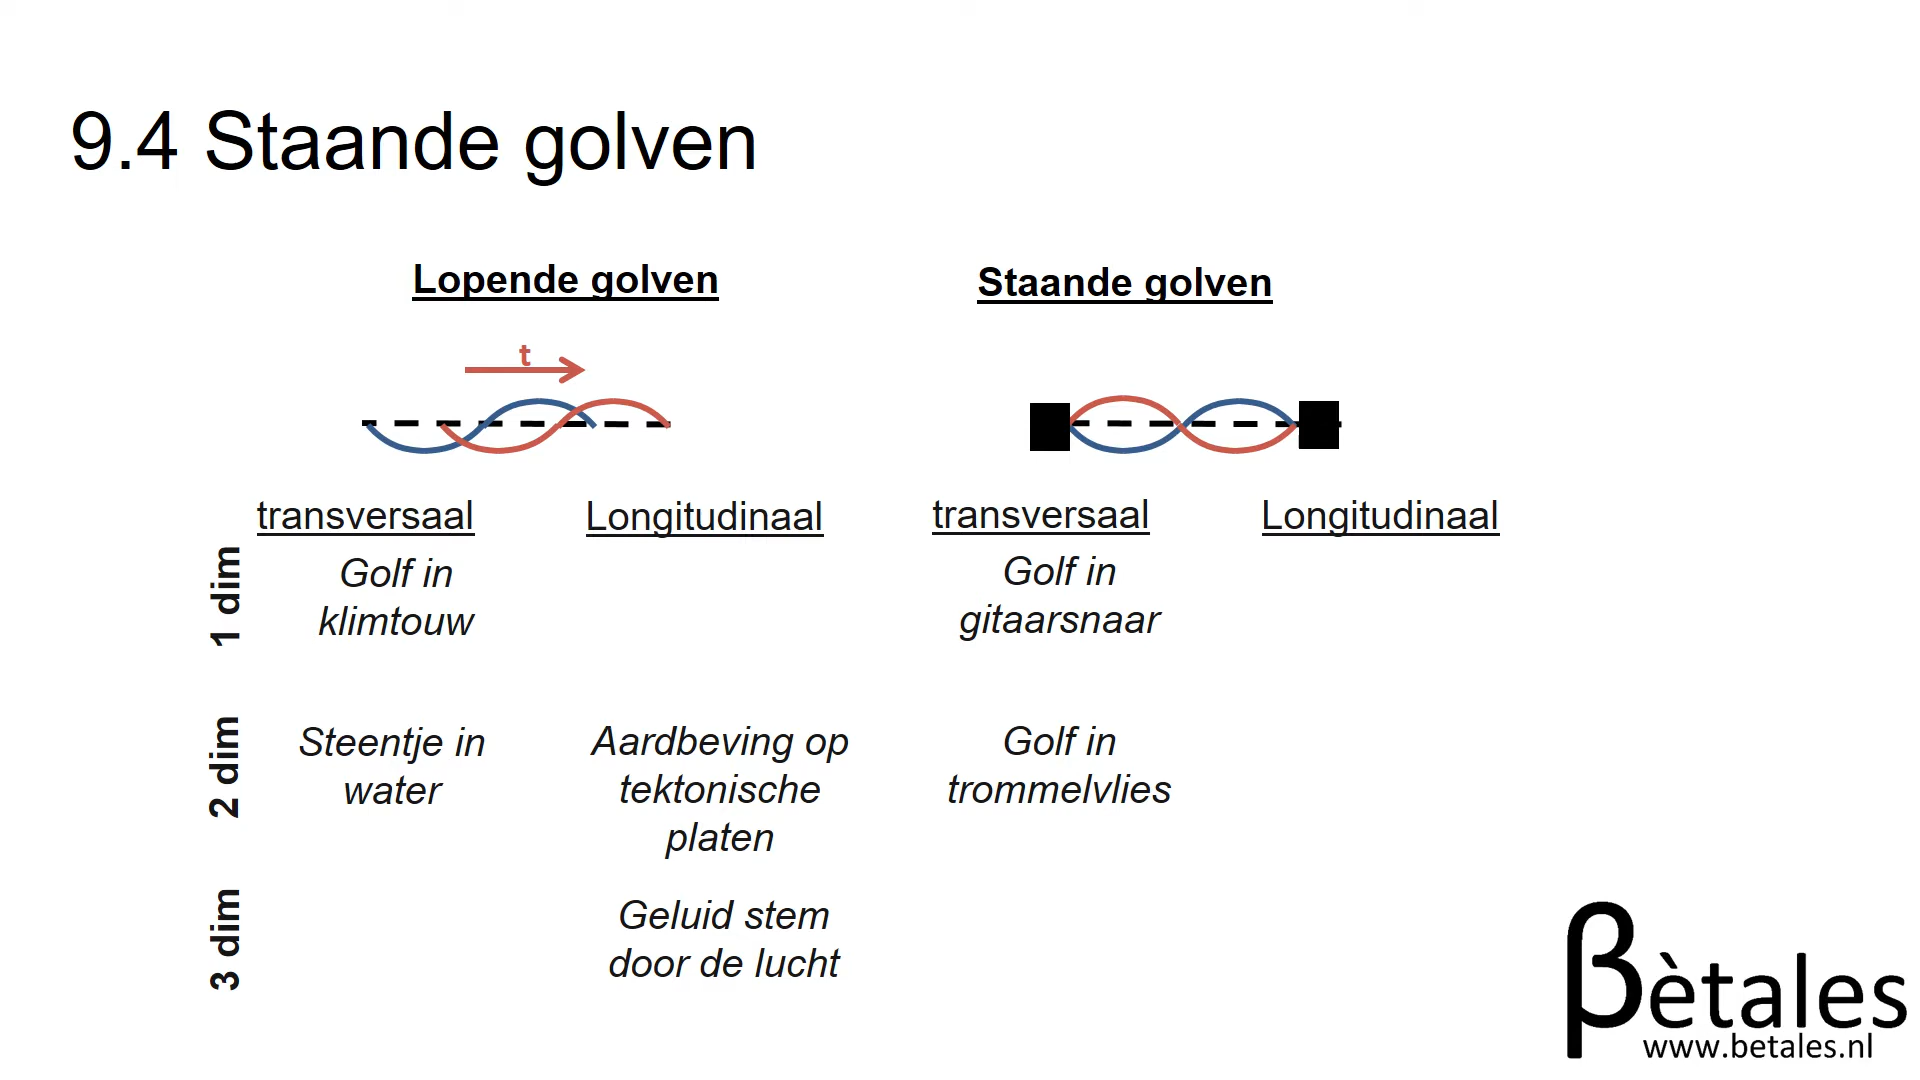 9.4 Staande golven
Lopende golven
Staande golven
t
transversaal
Longitudinaal
transversaal
Longitudinaal
1 dim
Golf in
klimtouw
Golf in
gitaarsnaar
2 dim
Steentje in
water
Aardbeving op
tektonische
platen
Golf in
trommelvlies
3 dim
Geluid stem
door de lucht
βètales
www.betales.nl